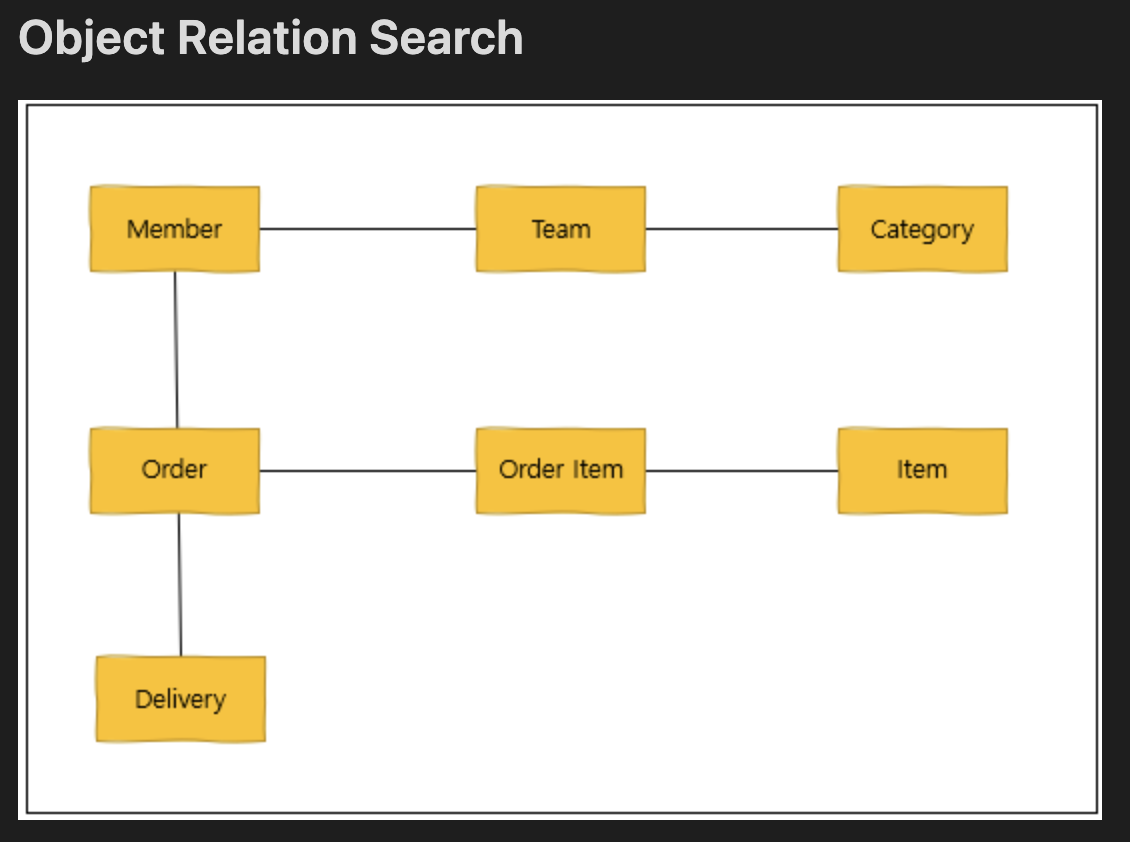 Object Relation Search
Member
Team
Category
Order
Order Item
Item
Delivery